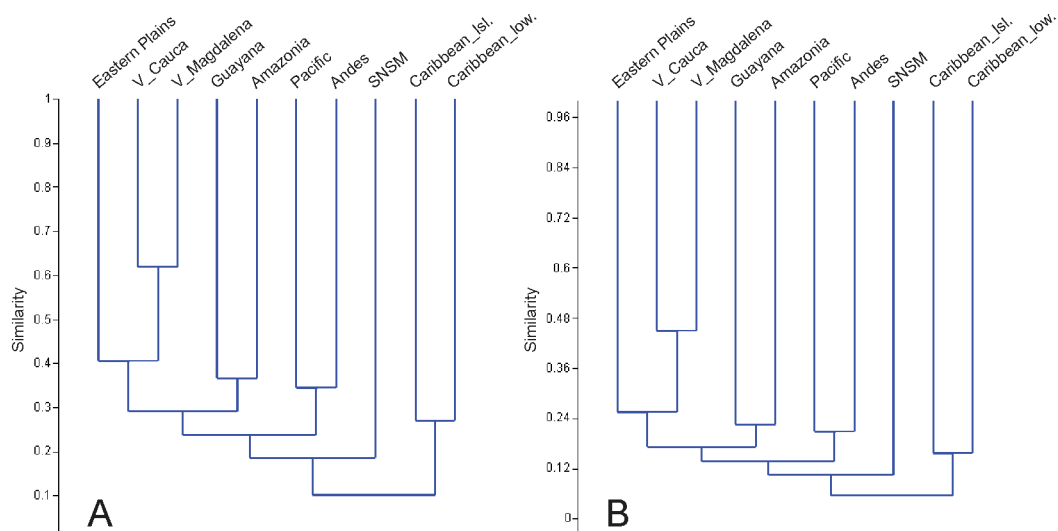 Eastern Plains
V_Cauca
V_Magdalena
Guayana
Amazonia
Pacific
Andes
SNSM
Caribbean_Isl.
Caribbean_low.
1
0.9
0.8
0.7
0.6
0.5
0.4
0.3
0.2
0.1
Similarity
A
Eastern Plains
V_Cauca
V_Magdalena
Guayana
Amazonia
Pacific
Andes
SNSM
Caribbean_Isl.
Caribbean_low.
0.96
0.84
0.72
0.6
0.48
0.36
0.24
0.12
0
Similarity
B